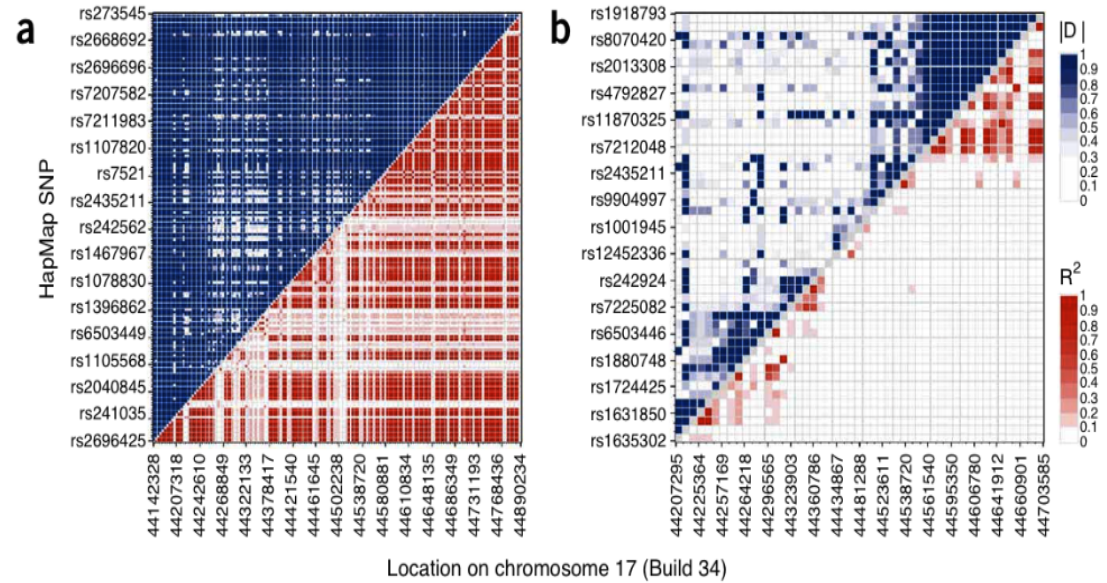 a
b
HapMap SNP
rs273545
rs2668692
rs2696696
rs7207582
rs7211983
rs1107820
rs7521
rs2435211
rs242562
rs1467967
rs1078830
rs1396862
rs6503449
rs1105568
rs2040845
rs241035
rs2696425
44142328
44207318
44242610
44268849
44322133
44378417
44421540
44461645
44502238
44538720
44580881
44610834
44648135
44686349
44731193
44768436
44890234
rs1918793
rs8070420
rs2013308
rs4792827
rs11870325
rs7212048
rs2435211
rs9904997
rs1001945
rs12452336
rs242924
rs7225082
rs6503446
rs1880748
rs1724425
rs1631850
rs1635302
44207295
44225364
44257169
44264218
44296565
44323903
44360786
44434867
44481288
44523611
44538720
44561540
44595350
44619760
44641912
44660901
44703585
|D |
1
0.9
0.8
0.7
0.6
0.5
0.4
0.3
0.2
0.1
0
R²
1
0.9
0.8
0.7
0.6
0.5
0.4
0.3
0.2
0.1
0
Location on chromosome 17 (Build 34)